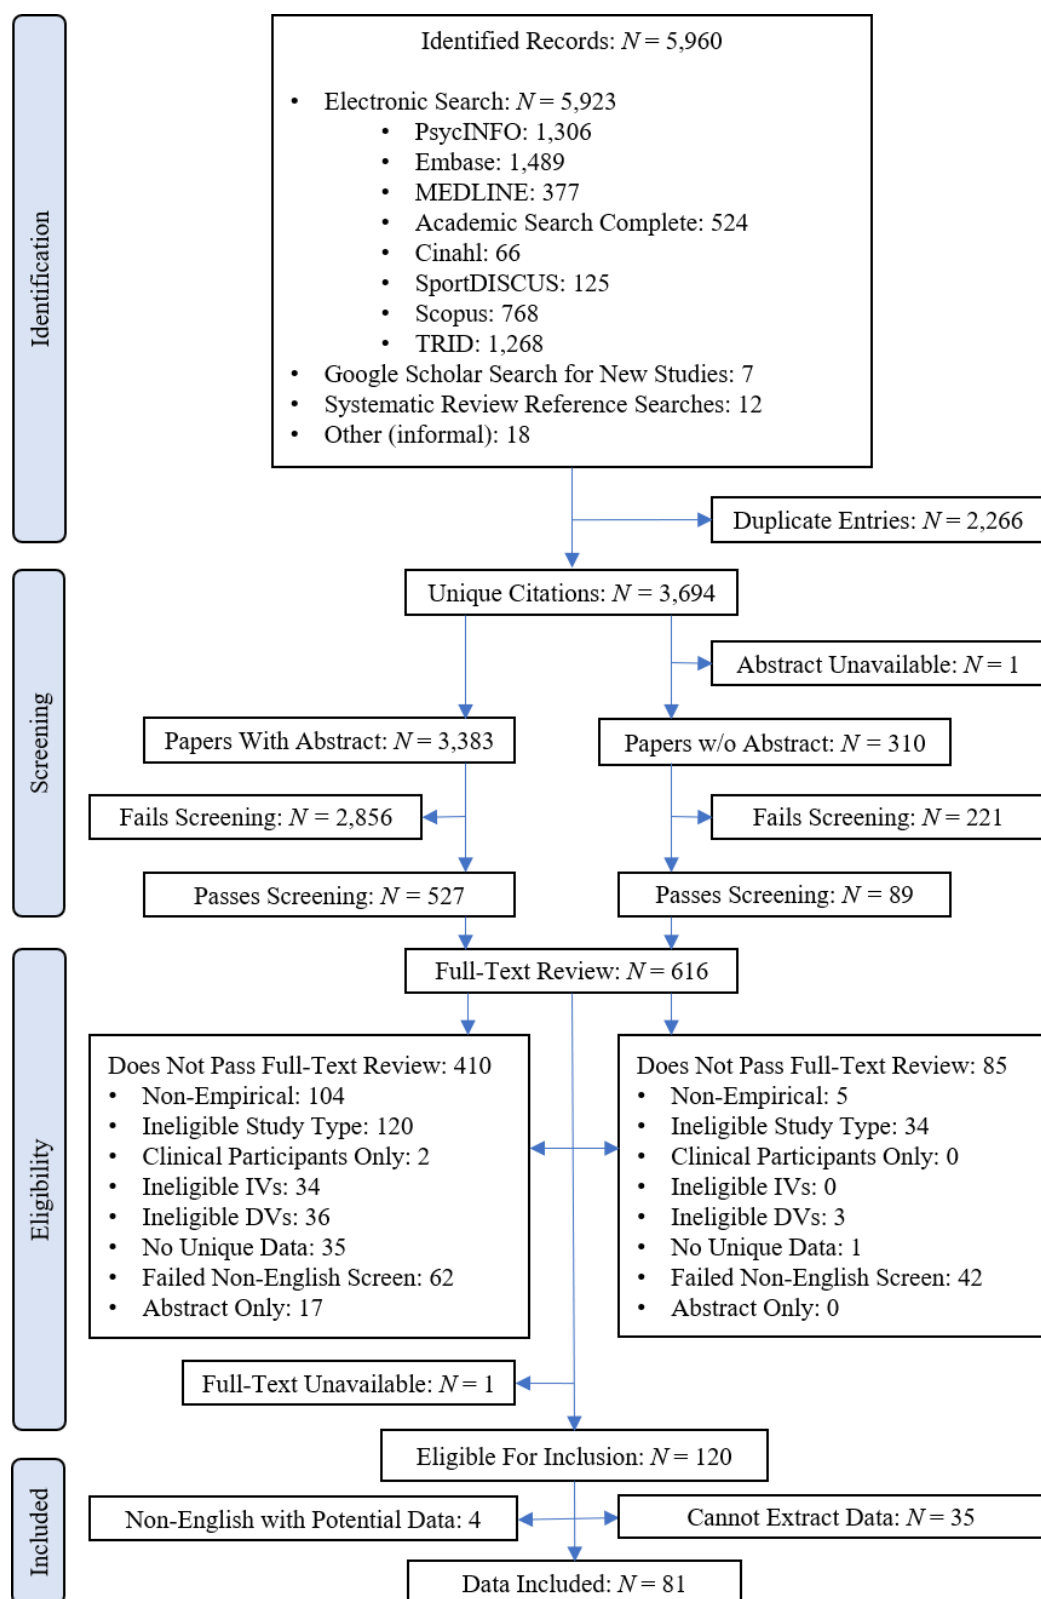 Identification
Identified Records: N = 5,960
• Electronic Search: N = 5,923
• PsycINFO: 1,306
• Embase: 1,489
• MEDLINE: 377
• Academic Search Complete: 524
• Cinahl: 66
• SportDISCUS: 125
• Scopus: 768
• TRID: 1,268
• Google Scholar Search for New Studies: 7
• Systematic Review Reference Searches: 12
• Other (informal): 18
Duplicate Entries: N = 2,266
Screening
Unique Citations: N = 3,694
Abstract Unavailable: N = 1
Papers With Abstract: N = 3,383
Papers w/o Abstract: N = 310
Fails Screening: N = 2,856
Fails Screening: N = 221
Passes Screening: N = 527
Passes Screening: N = 89
Eligibility
Full-Text Review: N = 616
Does Not Pass Full-Text Review: 410
• Non-Empirical: 104
• Ineligible Study Type: 120
• Clinical Participants Only: 2
• Ineligible IVs: 34
• Ineligible DVs: 36
• No Unique Data: 35
• Failed Non-English Screen: 62
• Abstract Only: 17
Does Not Pass Full-Text Review: 85
• Non-Empirical: 5
• Ineligible Study Type: 34
• Clinical Participants Only: 0
• Ineligible IVs: 0
• Ineligible DVs: 3
• No Unique Data: 1
• Failed Non-English Screen: 42
• Abstract Only: 0
Full-Text Unavailable: N = 1
Eligible For Inclusion: N = 120
Included
Non-English with Potential Data: 4
Cannot Extract Data: N = 35
Data Included: N = 81